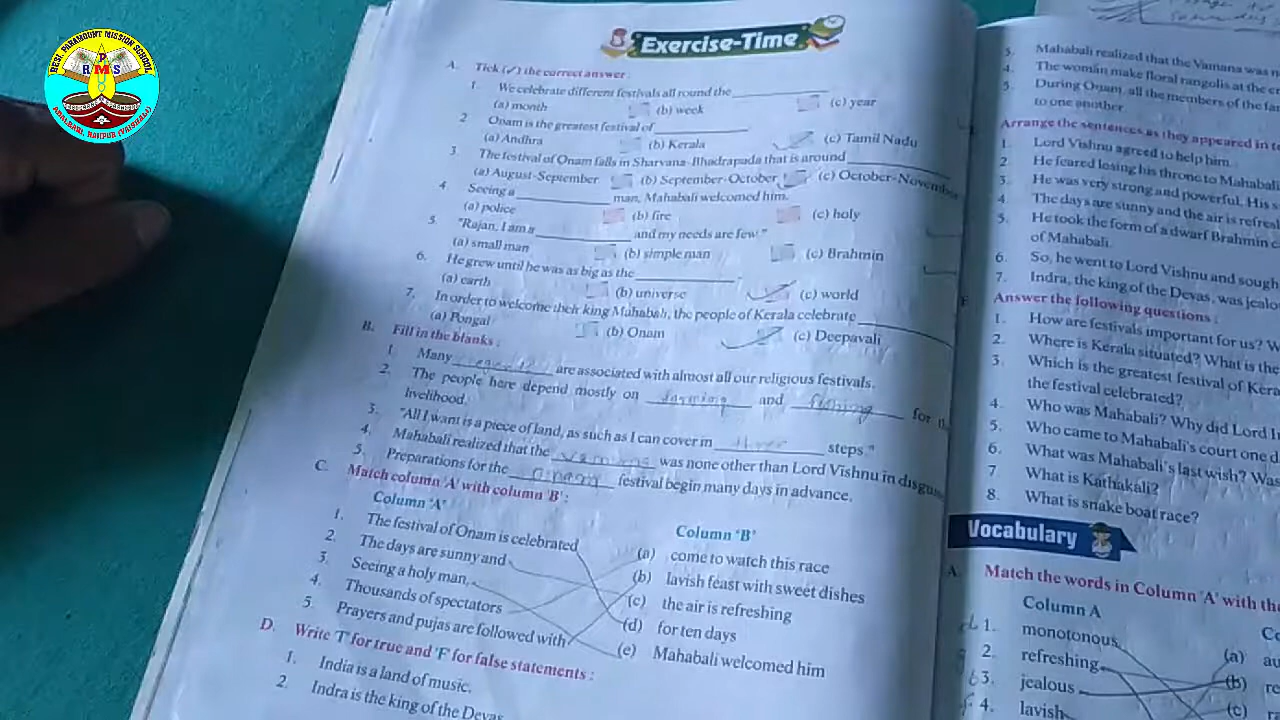 RESI. PARAMOUNT MISSION SCHOOL
R P M S
Exercise-Time
A. Tick (✓) the correct answer :
1. We celebrate different festivals all round the
(a) month (b) week (c) year
2. Onam is the greatest festival of
(a) Andhra (b) Kerala (c) Tamil Nadu
3. The festival of Onam falls in Sharvana-Bhadrapada that is around
(a) August-September (b) September-October (c) October-November
4. Seeing a man, Mahabali welcomed him.
(a) police (b) fire (c) holy
5. "Rajan, I am a and my needs are few."
(a) small man (b) simple man (c) Brahmin
6. He grew until he was as big as the .
(a) earth (b) universe (c) world
7. In order to welcome their king Mahabali, the people of Kerala celebrate
(a) Pongal (b) Onam (c) Deepavali
B. Fill in the blanks :
1. Many are associated with almost all our religious festivals.
2. The people here depend mostly on farming and fishing for
livelihood.
3. "All I want is a piece of land, as such as I can cover in three steps."
4. Mahabali realized that the was none other than Lord Vishnu in
5. Preparations for the festival begin many days in advance.
C. Match column 'A' with column 'B' :
Column 'A' Column 'B'
1. The festival of Onam is celebrated (a) come to watch this race
2. The days are sunny and (b) lavish feast with sweet dishes
3. Seeing a holy man, (c) the air is refreshing
4. Thousands of spectators (d) for ten days
5. Prayers and pujas are followed with (e) Mahabali welcomed him
D. Write 'T' for true and 'F' for false statements :
1. India is a land of music.
2. Indra is the king of the Devas
3. Mahabali realized that the Vamana was
4. The woman make floral rangolis at the
5. During Onam, all the members of the
to one another.
Arrange the sentences as they appeared in
1. Lord Vishnu agreed to help him.
2. He feared losing his throne to Mahabali
3. He was very strong and powerful. His
4. The days are sunny and the air is
5. He took the form of a dwarf Brahmin
of Mahabali.
6. So, he went to Lord Vishnu and sough
7. Indra, the king of the Devas, was
Answer the following questions :
1. How are festivals important for us?
2. Where is Kerala situated? What is the
3. Which is the greatest festival of
the festival celebrated?
4. Who was Mahabali? Why did Lord
5. Who came to Mahabali's court one
6. What was Mahabali's last wish?
7 What is Kathakali?
8. What is snake boat race?
Vocabulary
A. Match the words in Column 'A' with
Column A
1. monotonous (a)
2. refreshing (b)
3. jealous (c)
4. lavish